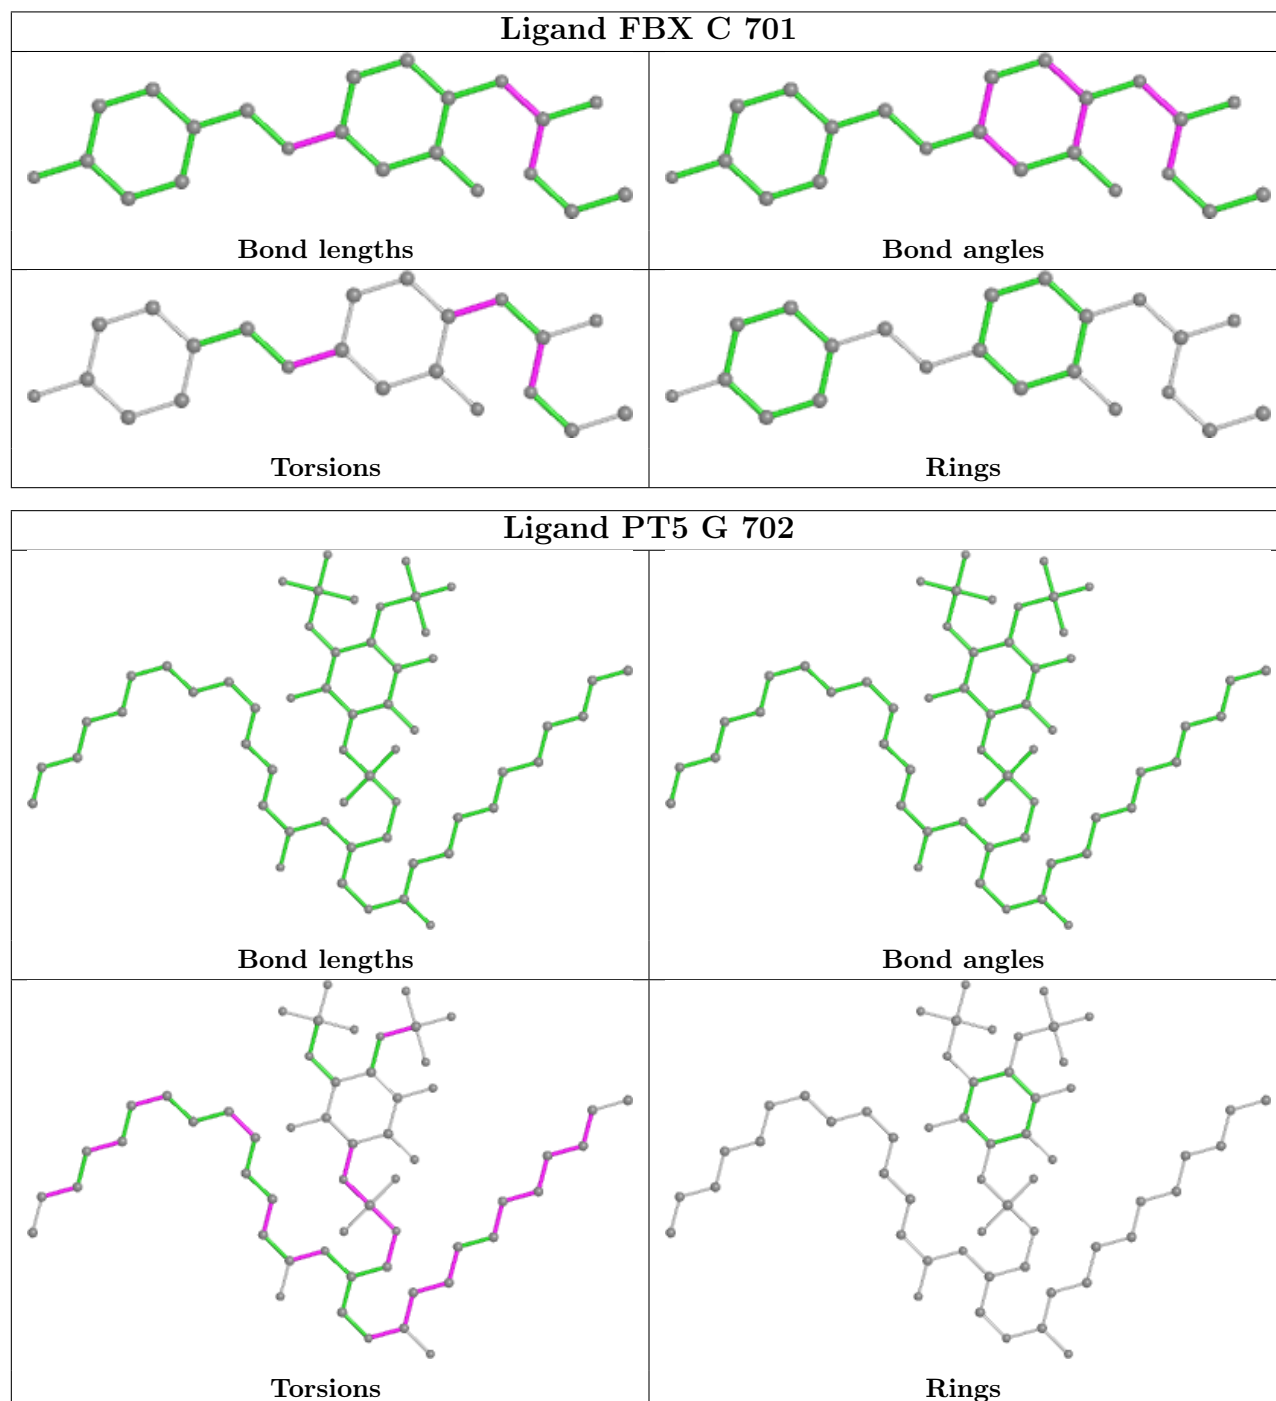 Ligand FBX C 701
Bond lengths
Bond angles
Torsions
Rings
Ligand PT5 G 702
Bond lengths
Bond angles
Torsions
Rings